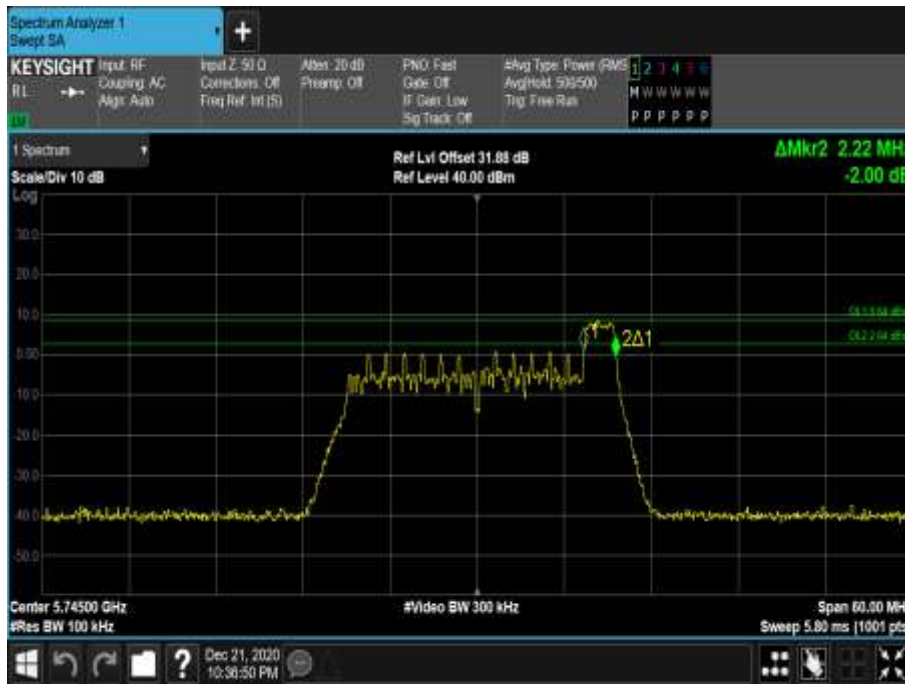 Spectrum Analyzer 1
Swept SA
+
KEYSIGHT
RL
Input: RF
Coupling: AC
Align: Auto
Input Z: 50 Ω
Corrections: Off
Freq Ref: Int (S)
Atten: 20 dB
Preamp: Off
PNO: Fast
Gate: Off
IF Gain: Low
Sig Track: Off
#Avg Type: Power (RMS
Avg|Hold: 500/500
Trig: Free Run
1 2 3 4 5 6
M W W W W W
P P P P P P
1 Spectrum
Scale/Div 10 dB
Log
Ref Lvl Offset 31.88 dB
Ref Level 40.00 dBm
ΔMkr2 2.22 MH
-2.00 dB
30.0
20.0
10.0
0.00
-10.0
-20.0
-30.0
-40.0
-50.0
2Δ1
Center 5.74500 GHz
#Res BW 100 kHz
#Video BW 300 kHz
Span 60.00 MH
Sweep 5.80 ms (1001 pts
?
Dec 21, 2020
10:36:50 PM